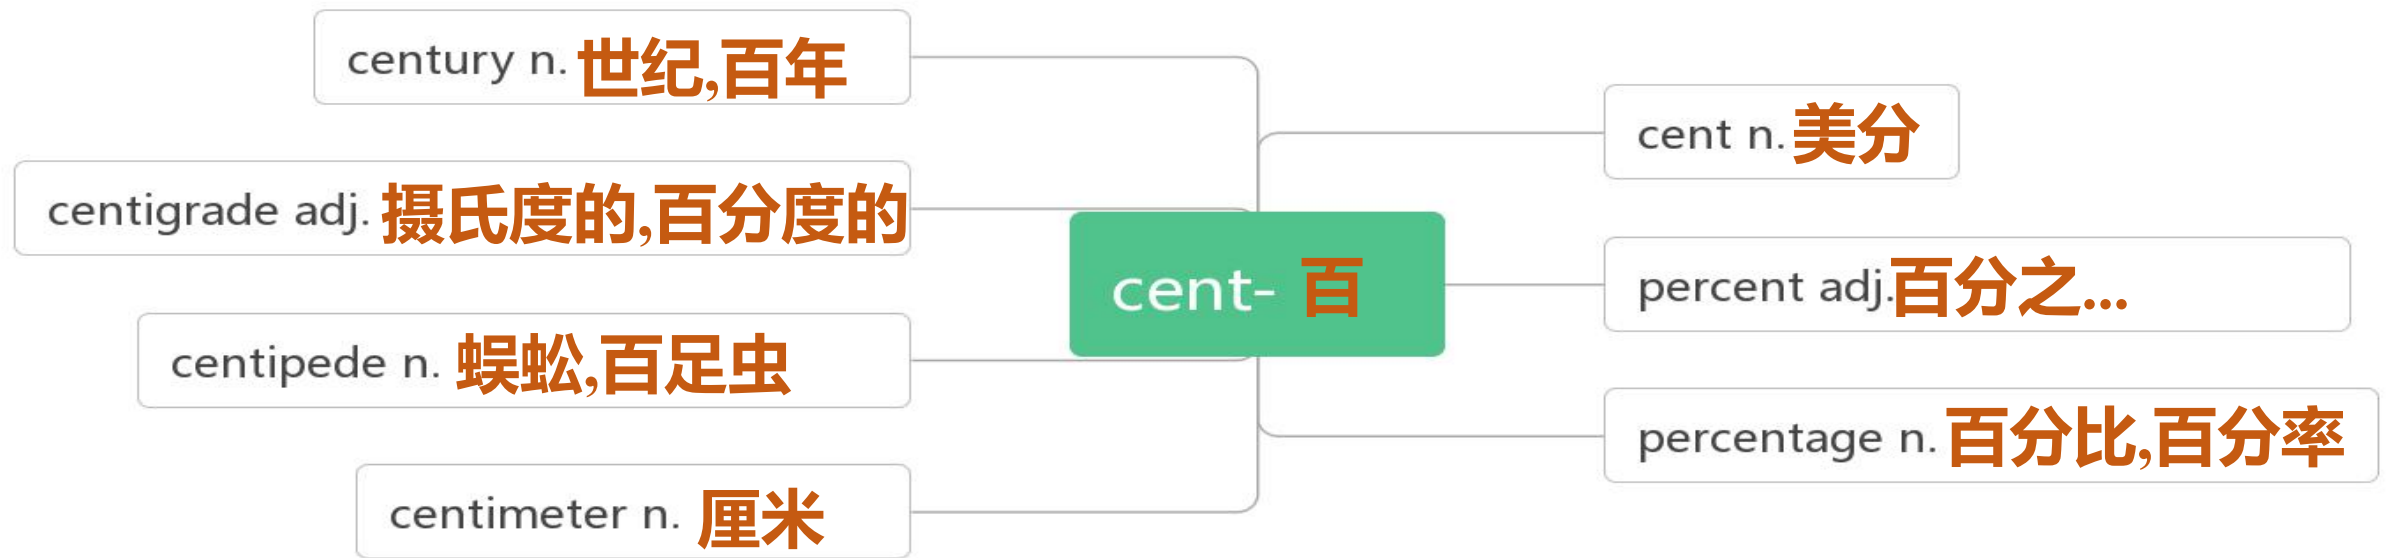 century n. 世纪,百年
centigrade adj. 摄氏度的,百分度的
centipede n. 蜈蚣,百足虫
centimeter n. 厘米
cent- 百
cent n. 美分
percent adj.百分之...
percentage n. 百分比,百分率